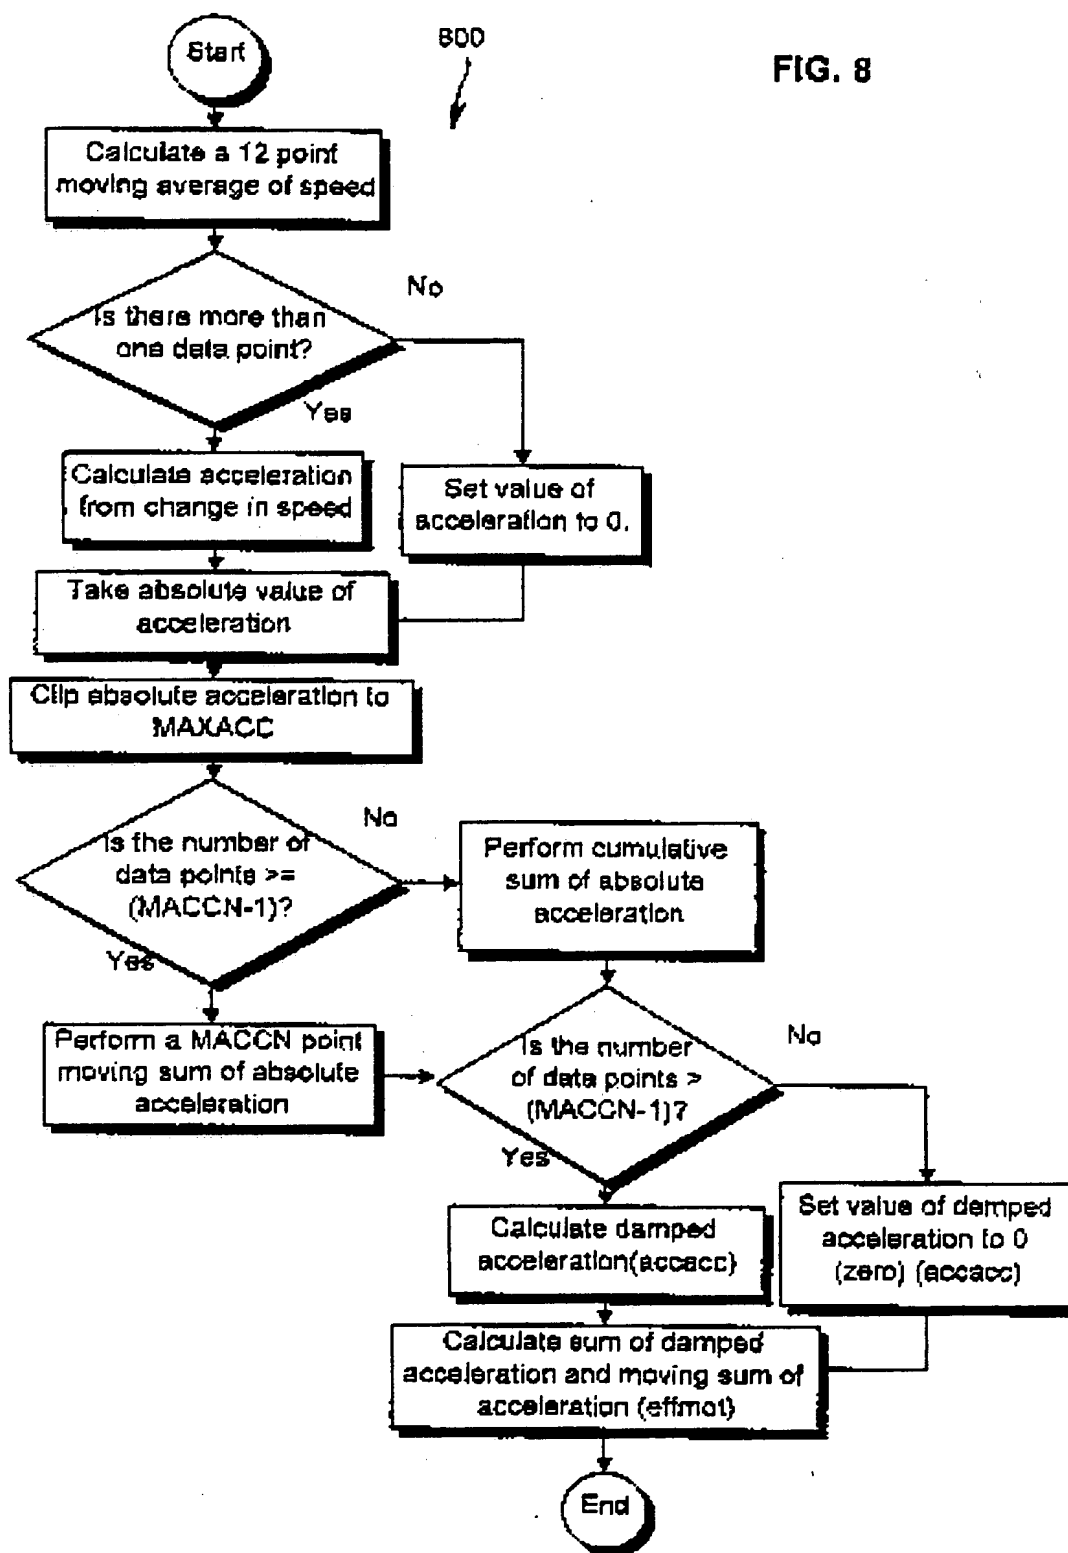 Start
800
FIG. 8
Calculate a 12 point
moving average of speed
No
Is there more than
one data point?
Yes
Calculate acceleration
from change in speed
Set value of
acceleration to 0.
Take absolute value of
acceleration
Clip absolute acceleration to
MAXACC
No
Is the number of
data points >=
(MACCN-1)?
Yes
Perform cumulative
sum of absolute
acceleration
Perform a MACCN point
moving sum of absolute
acceleration
No
Is the number
of data points >
(MACCN-1)?
Yes
Calculate damped
acceleration(accacc)
Set value of damped
acceleration to 0
(zero) (accacc)
Calculate sum of damped
acceleration and moving sum of
acceleration (effmot)
End